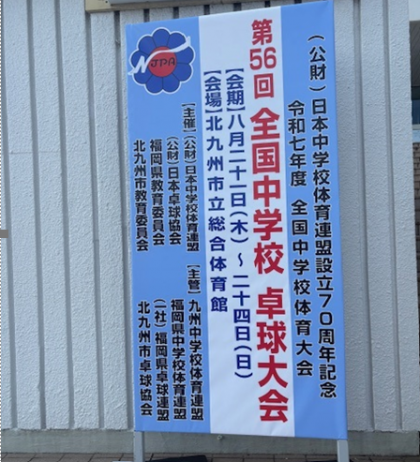 （公財）日本中学校体育連盟設立７０周年記念
令和七年度 全国中学校体育大会
第56回 全国中学校 卓球大会
【会期】八月二十一日（木）～二十四日（日）
【会場】北九州市立総合体育館
【主催】（公財）日本中学校体育連盟
（公財）日本卓球協会
福岡県教育委員会
北九州市教育委員会
【主管】九州中学校体育連盟
福岡県中学校体育連盟
（一社）福岡県卓球連盟
北九州市卓球協会
NJPA